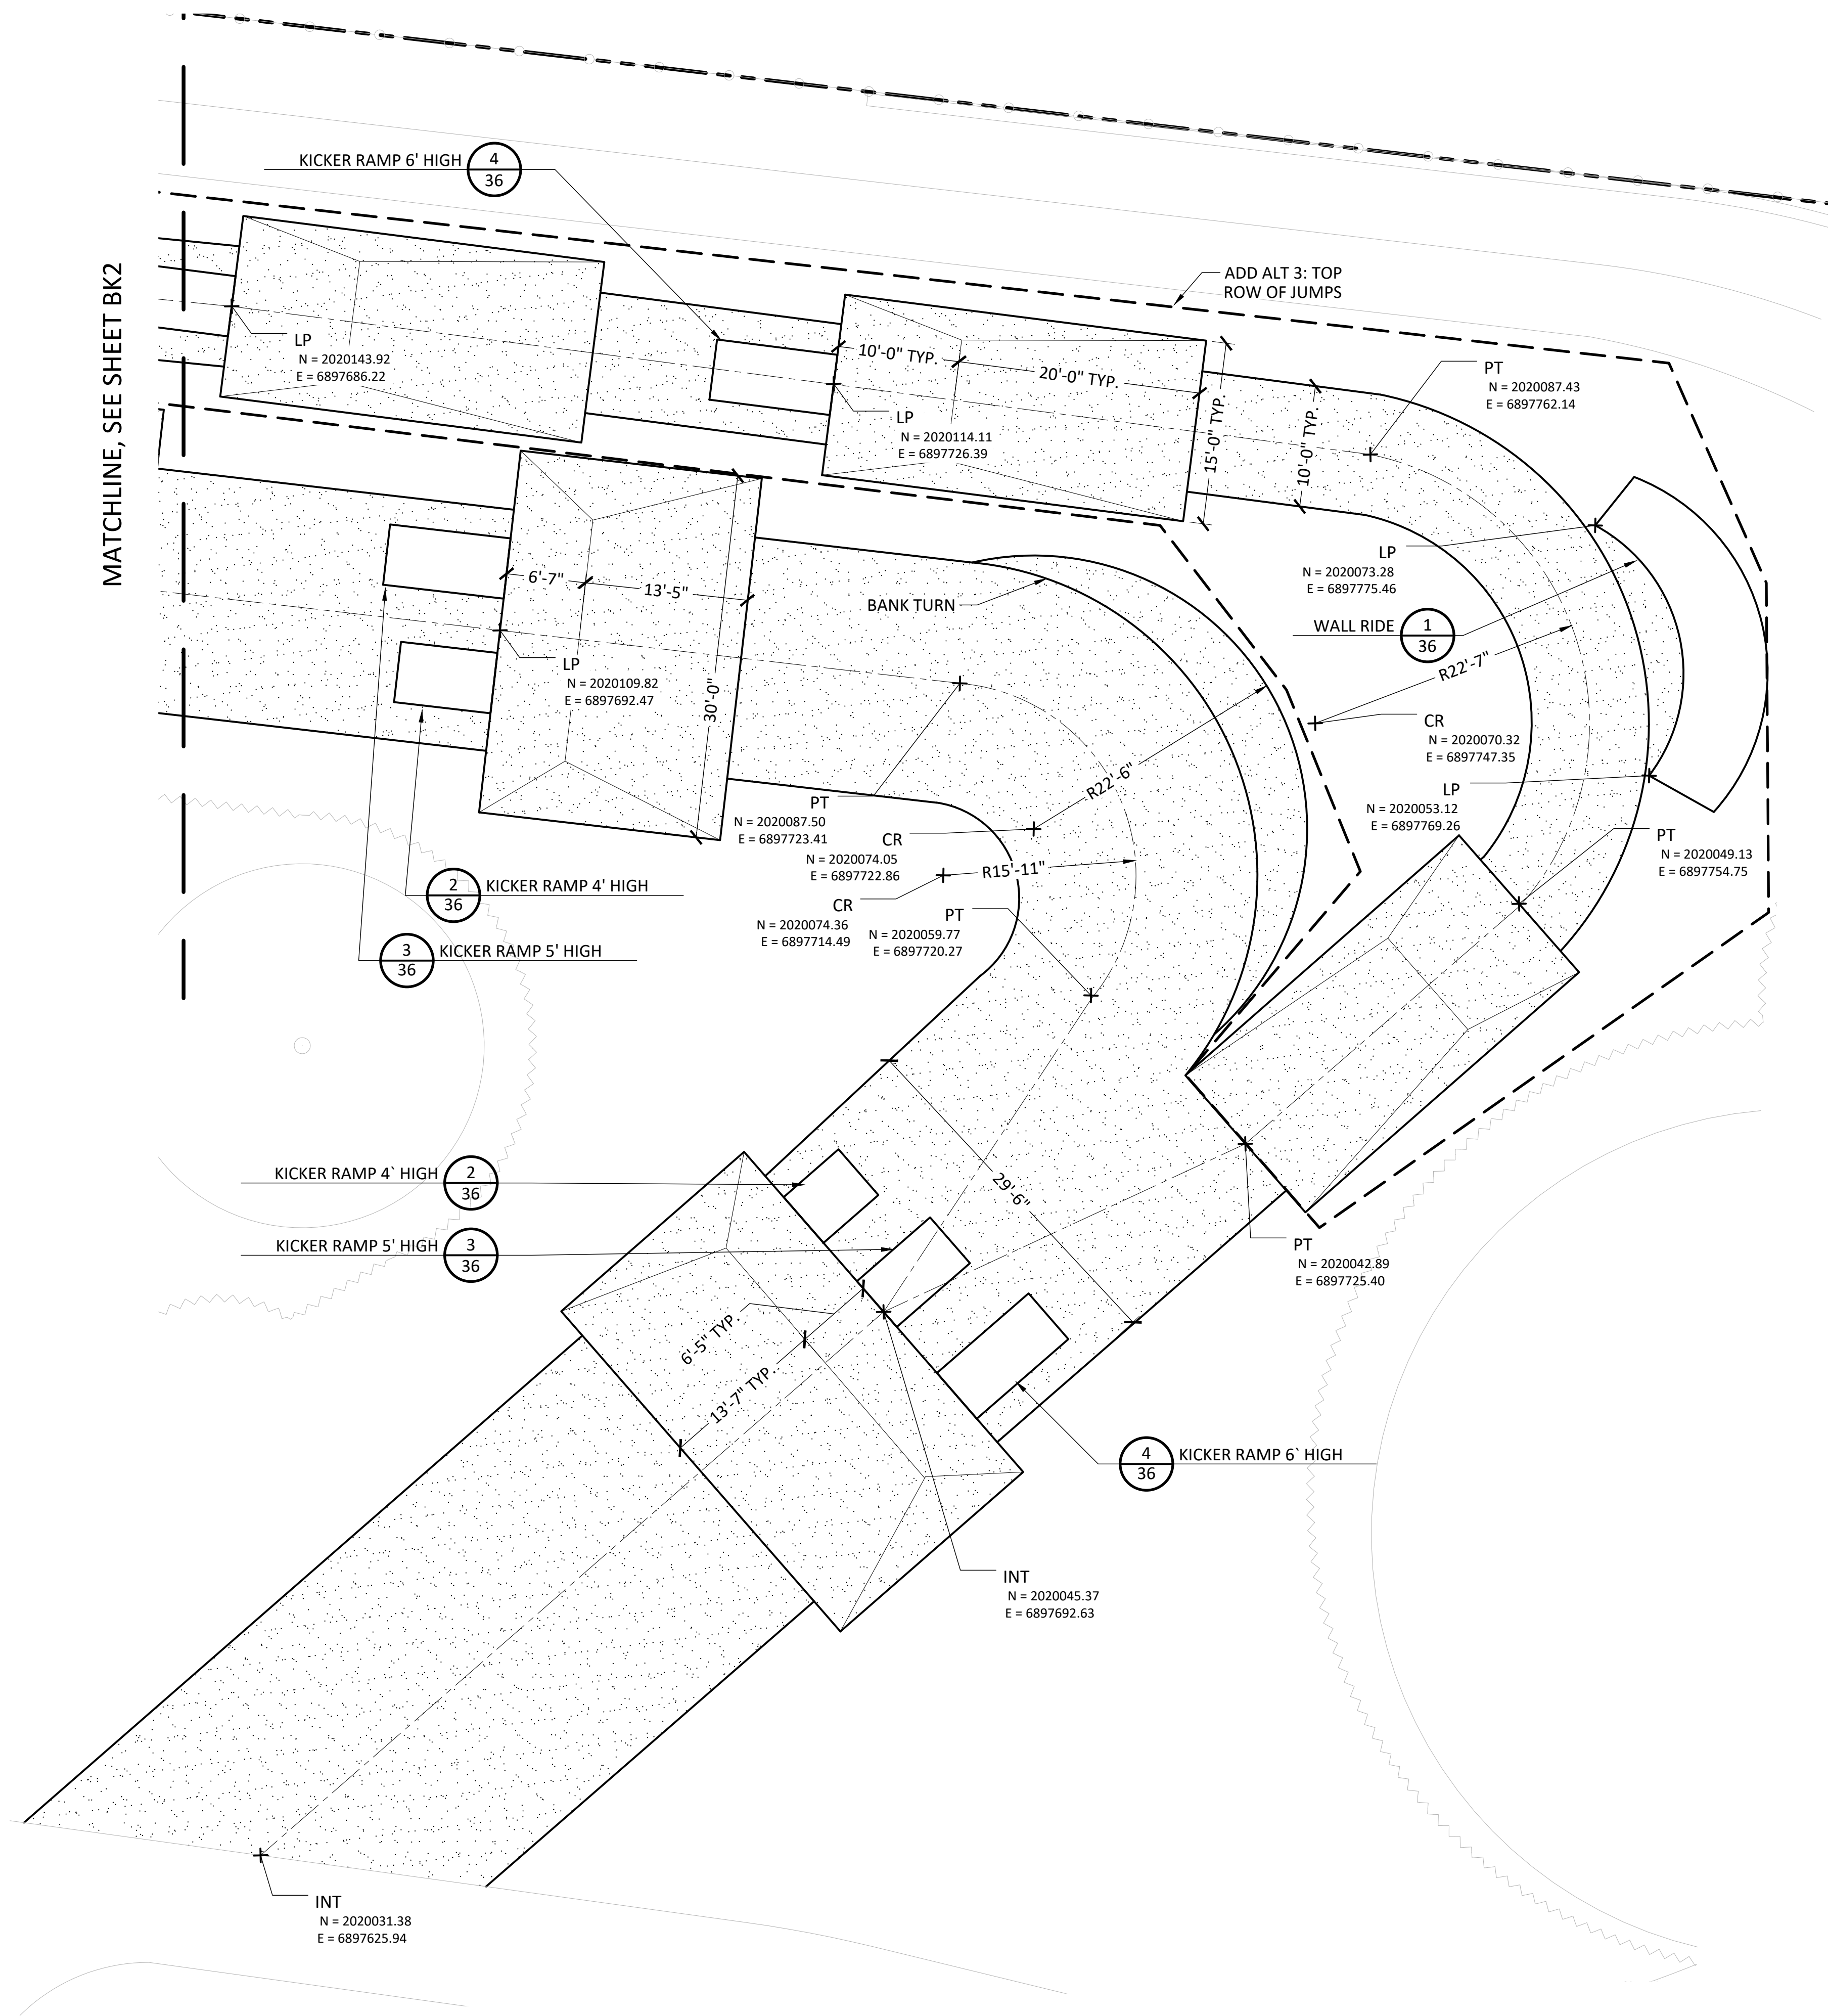 MATCHLINE, SEE SHEET BK2
KICKER RAMP 6' HIGH
4
36
ADD ALT 3: TOP
ROW OF JUMPS
LP
N = 2020143.92
E = 6897686.22
10'-0" TYP.
20'-0" TYP.
15'-0" TYP.
10'-0" TYP.
PT
N = 2020087.43
E = 6897762.14
LP
N = 2020114.11
E = 6897726.39
LP
N = 2020073.28
E = 6897775.46
WALL RIDE
1
36
R22'-7"
6'-7"
13'-5"
30'-0"
BANK TURN
LP
N = 2020109.82
E = 6897692.47
CR
N = 2020070.32
E = 6897747.35
LP
N = 2020053.12
E = 6897769.26
PT
N = 2020049.13
E = 6897754.75
R22'-6"
PT
N = 2020087.50
E = 6897723.41
CR
N = 2020074.05
E = 6897722.86
R15'-11"
CR
N = 2020074.36
E = 6897714.49
PT
N = 2020059.77
E = 6897720.27
2
36
KICKER RAMP 4' HIGH
3
36
KICKER RAMP 5' HIGH
KICKER RAMP 4` HIGH
2
36
KICKER RAMP 5' HIGH
3
36
29'-6"
PT
N = 2020042.89
E = 6897725.40
6'-5" TYP.
13'-7" TYP.
4
36
KICKER RAMP 6` HIGH
INT
N = 2020045.37
E = 6897692.63
INT
N = 2020031.38
E = 6897625.94